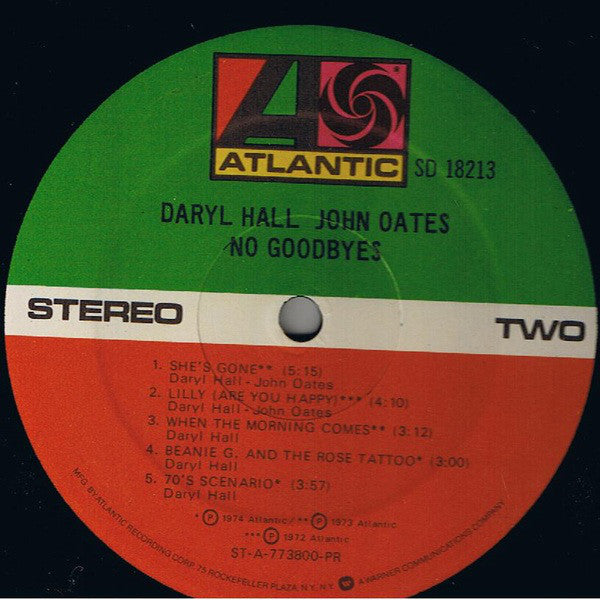 ATLANTIC
SD 18213
DARYL HALL JOHN OATES
NO GOODBYES
STEREO
TWO
1. SHE'S GONE** (5:15)
Daryl Hall - John Oates
2. LILLY (ARE YOU HAPPY)*** (4:10)
Daryl Hall - John Oates
3. WHEN THE MORNING COMES** (3:12)
Daryl Hall
4. BEANIE G. AND THE ROSE TATTOO* (3:00)
Daryl Hall
5. 70'S SCENARIO* (3:57)
Daryl Hall
* ℗ 1974 Atlantic/** ℗ 1973 Atlantic
*** ℗ 1972 Atlantic
ST-A-773800-PR
MFG. BY ATLANTIC RECORDING CORP. 75 ROCKEFELLER PLAZA, N.Y. N.Y. A WARNER COMMUNICATIONS COMPANY